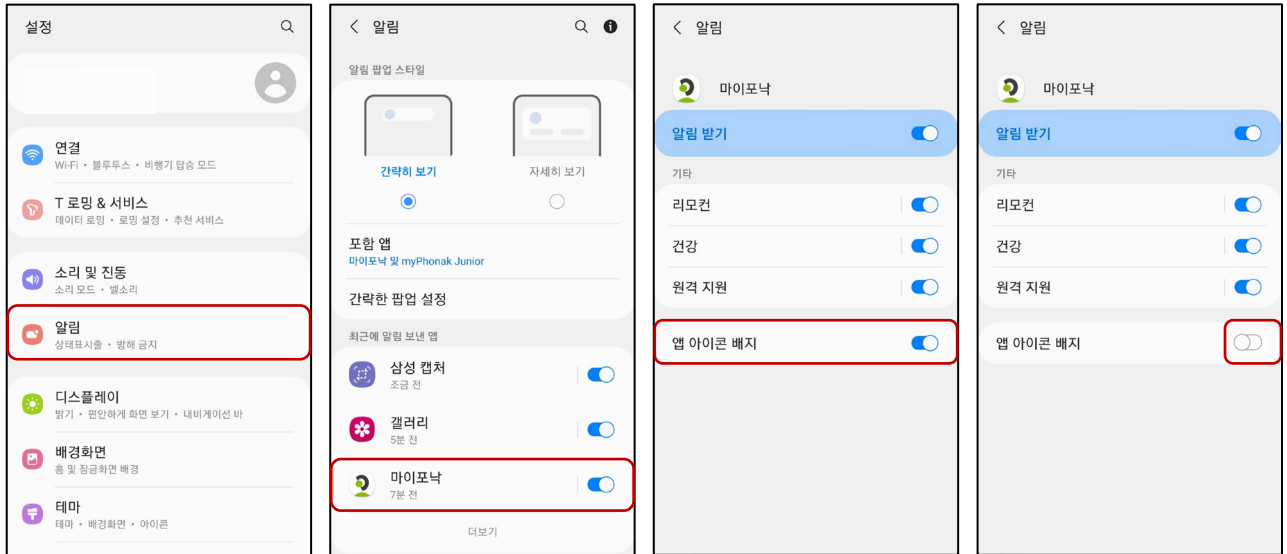 설정
연결
Wi-Fi • 블루투스 • 비행기 탑승 모드
T 로밍 & 서비스
데이터 로밍 • 로밍 설정 • 추천 서비스
소리 및 진동
소리 모드 • 벨소리
알림
상태표시줄 • 방해 금지
디스플레이
밝기 • 편안하게 화면 보기 • 내비게이션 바
배경화면
홈 및 잠금화면 배경
테마
테마 • 배경화면 • 아이콘
알림
알림 팝업 스타일
간략히 보기 자세히 보기
포함 앱
마이포낙 및 myPhonak Junior
간략한 팝업 설정
최근에 알림 보낸 앱
삼성 캡처
조금 전
갤러리
5분 전
마이포낙
7분 전
더보기
알림
마이포낙
알림 받기
기타
리모컨
건강
원격 지원
앱 아이콘 배지
알림
마이포낙
알림 받기
기타
리모컨
건강
원격 지원
앱 아이콘 배지